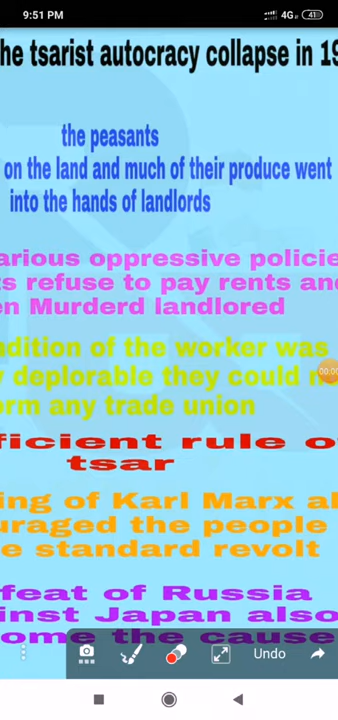 9:51 PM 4G 41
he tsarist autocracy collapse in 19
the peasants
on the land and much of their produce went
into the hands of landlords
arious oppressive policie
ts refuse to pay rents and
en Murderd landlored
ndition of the worker was
y deplorable they could n
orm any trade union
ficient rule o
tsar
ing of Karl Marx al
uraged the people
e standard revolt
feat of Russia
inst Japan also
ome the cause
Undo